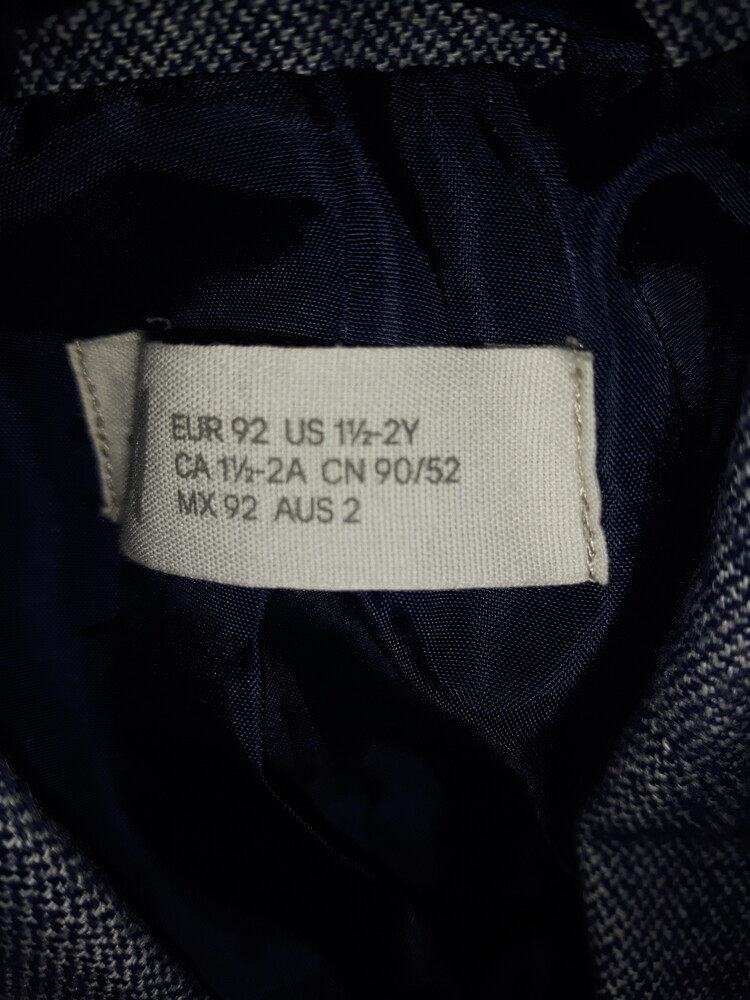 EUR 92 US 1½-2Y
CA 1½-2A CN 90/52
MX 92 AUS 2